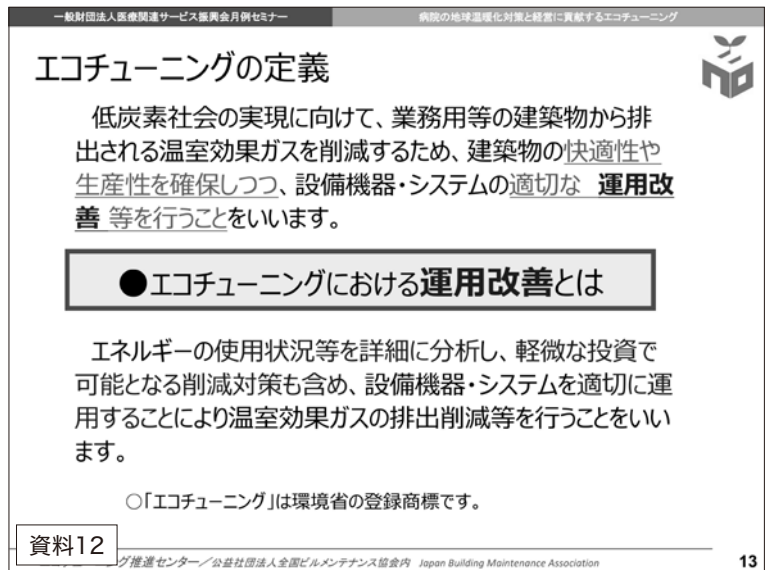 一般財団法人医療関連サービス振興会月例セミナー
病院の地球温暖化対策と経営に貢献するエコチューニング
エコチューニングの定義
低炭素社会の実現に向けて、業務用等の建築物から排
出される温室効果ガスを削減するため、建築物の快適性や
生産性を確保しつつ、設備機器・システムの適切な 運用改
善 等を行うことをいいます。
●エコチューニングにおける運用改善とは
エネルギーの使用状況等を詳細に分析し、軽微な投資で
可能となる削減対策も含め、設備機器・システムを適切に運
用することにより温室効果ガスの排出削減等を行うことをいい
ます。
○「エコチューニング」は環境省の登録商標です。
資料12
グ推進センター／公益社団法人全国ビルメンテナンス協会内 Japan Building Maintenance Association
13